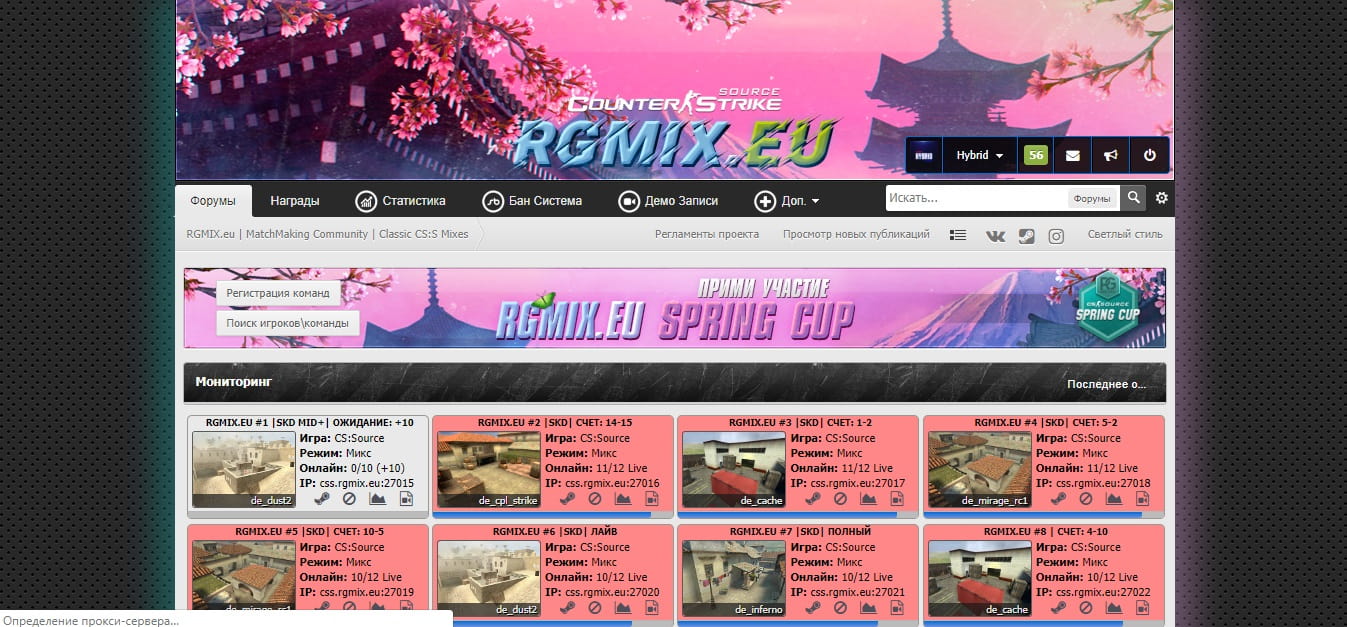 SOURCE
COUNTER STRIKE
RGMIX.EU
HYBRID Hybrid 56
Форумы Награды Статистика Бан Система Демо Записи Доп. Искать... Форумы
RGMIX.eu | MatchMaking Community | Classic CS:S Mixes Регламенты проекта Просмотр новых публикаций Светлый стиль
Регистрация команд
Поиск игроков\команды
ПРИМИ УЧАСТИЕ
RGMIX.EU SPRING CUP
RG
CS:SOURCE
SPRING CUP
Мониторинг Последнее о...
RGMIX.EU #1 |SKD MID+| ОЖИДАНИЕ: +10
Игра: CS:Source
Режим: Микс
Онлайн: 0/10 (+10)
IP: css.rgmix.eu:27015
de_dust2
RGMIX.EU #2 |SKD| СЧЕТ: 14-15
Игра: CS:Source
Режим: Микс
Онлайн: 11/12 Live
IP: css.rgmix.eu:27016
de_cpl_strike
RGMIX.EU #3 |SKD| СЧЕТ: 1-2
Игра: CS:Source
Режим: Микс
Онлайн: 11/12 Live
IP: css.rgmix.eu:27017
de_cache
RGMIX.EU #4 |SKD| СЧЕТ: 5-2
Игра: CS:Source
Режим: Микс
Онлайн: 11/12 Live
IP: css.rgmix.eu:27018
de_mirage_rc1
RGMIX.EU #5 |SKD| СЧЕТ: 10-5
Игра: CS:Source
Режим: Микс
Онлайн: 10/12 Live
IP: css.rgmix.eu:27019
de_mirage_rc1
RGMIX.EU #6 |SKD| ЛАЙВ
Игра: CS:Source
Режим: Микс
Онлайн: 10/12 Live
IP: css.rgmix.eu:27020
de_dust2
RGMIX.EU #7 |SKD| ПОЛНЫЙ
Игра: CS:Source
Режим: Микс
Онлайн: 10/12 Live
IP: css.rgmix.eu:27021
de_inferno
RGMIX.EU #8 | СЧЕТ: 4-10
Игра: CS:Source
Режим: Микс
Онлайн: 10/12 Live
IP: css.rgmix.eu:27022
de_cache
Определение прокси-сервера...